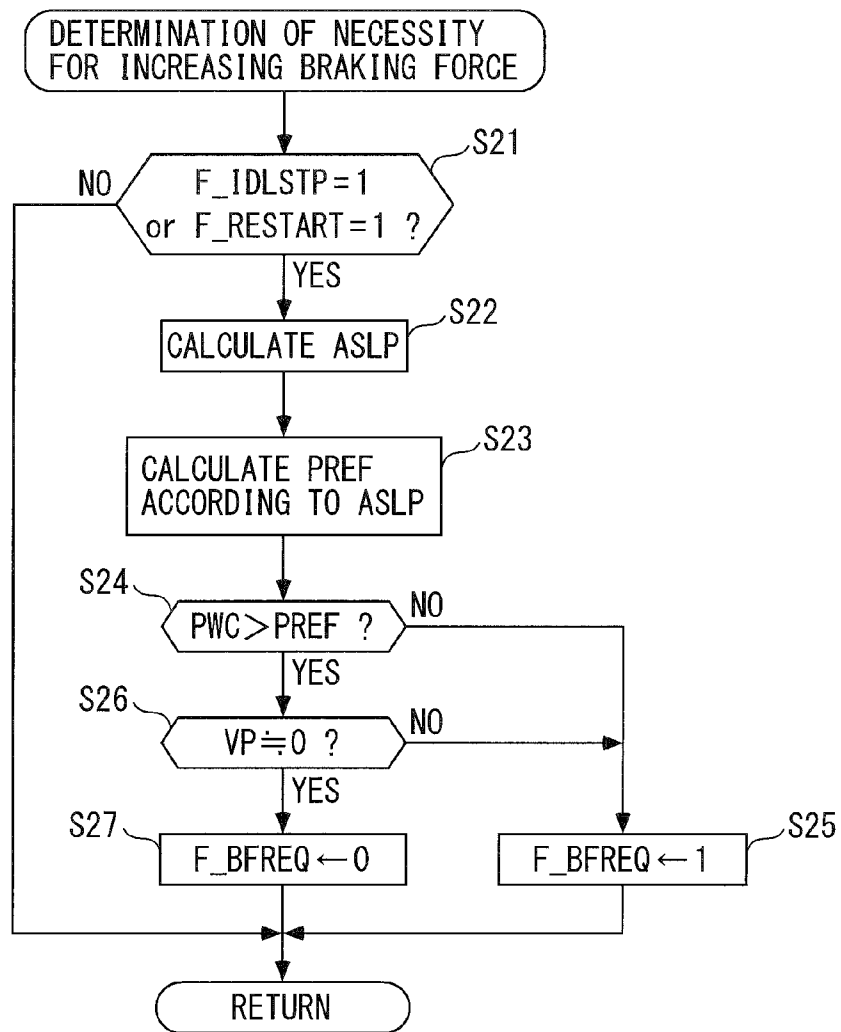 DETERMINATION OF NECESSITY
FOR INCREASING BRAKING FORCE
S21
NO
F_IDLSTP=1
or F_RESTART=1 ?
YES
S22
CALCULATE ASLP
S23
CALCULATE PREF
ACCORDING TO ASLP
S24
PWC>PREF ?
NO
YES
S26
VP≒0 ?
NO
YES
S27
F_BFREQ←0
S25
F_BFREQ←1
RETURN